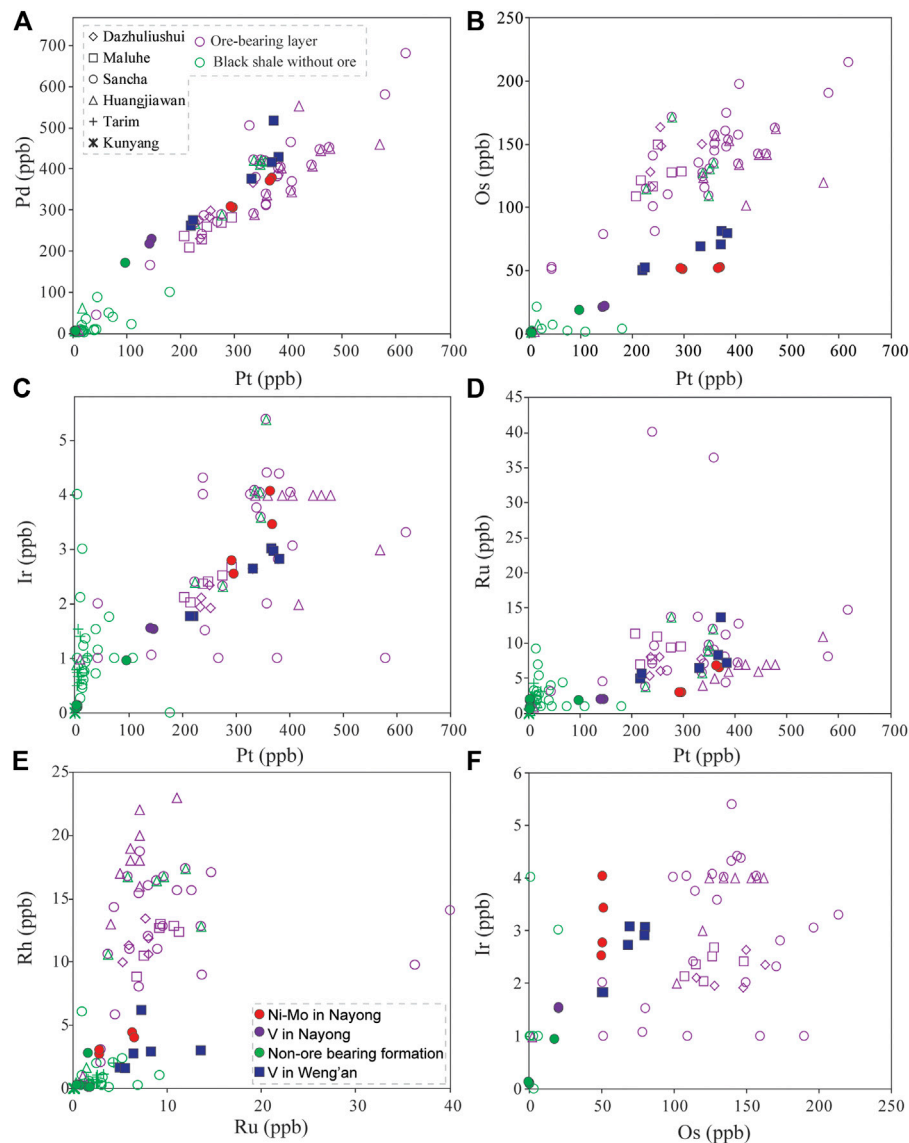 A
Pd (ppb)
700
600
500
400
300
200
100
0
Dazhuliushui
Maluhe
Sancha
Huangjiawan
Tarim
Kunyang
Ore-bearing layer
Black shale without ore
0 100 200 300 400 500 600 700
Pt (ppb)
B
Os (ppb)
250
200
150
100
50
0
0 100 200 300 400 500 600 700
Pt (ppb)
C
Ir (ppb)
5
4
3
2
1
0
0 100 200 300 400 500 600 700
Pt (ppb)
D
Ru (ppb)
45
40
35
30
25
20
15
10
5
0
0 100 200 300 400 500 600 700
Pt (ppb)
E
Rh (ppb)
25
20
15
10
5
0
Ni-Mo in Nayong
V in Nayong
Non-ore bearing formation
V in Weng'an
0 10 20 30 40
Ru (ppb)
F
Ir (ppb)
6
5
4
3
2
1
0
0 50 100 150 200 250
Os (ppb)